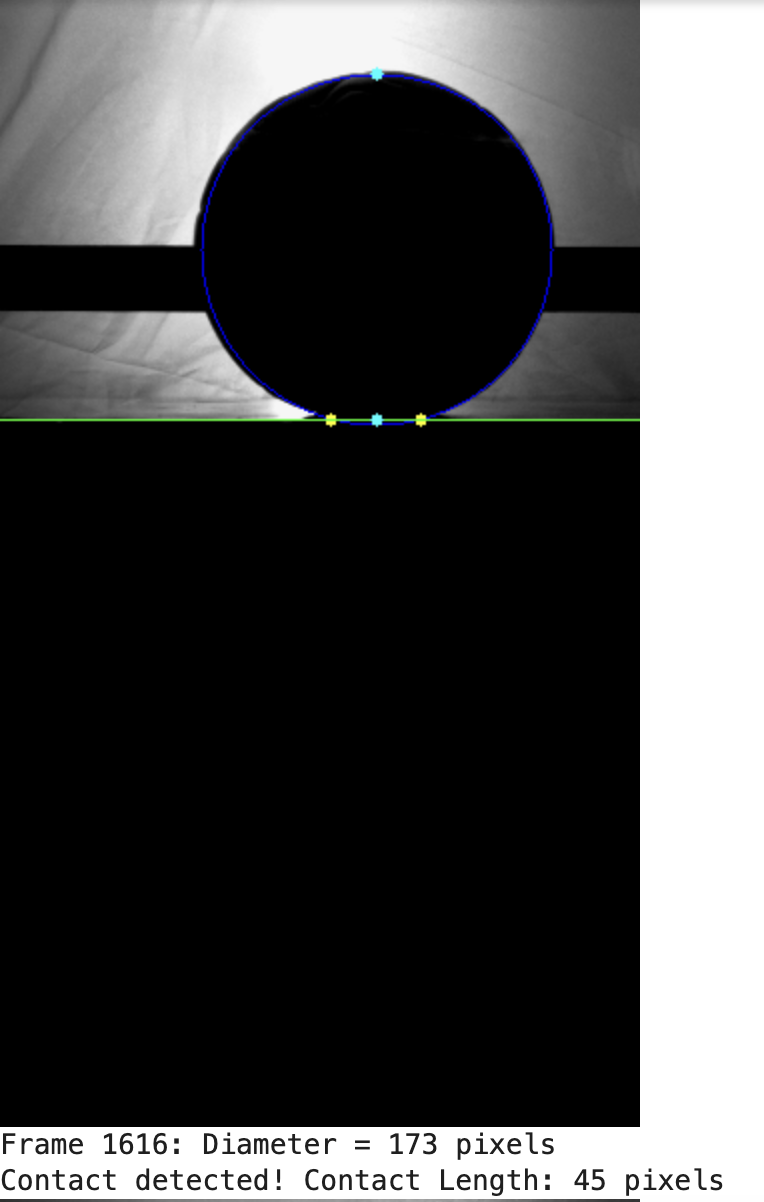 Frame 1616: Diameter = 173 pixels
Contact detected! Contact Length: 45 pixels